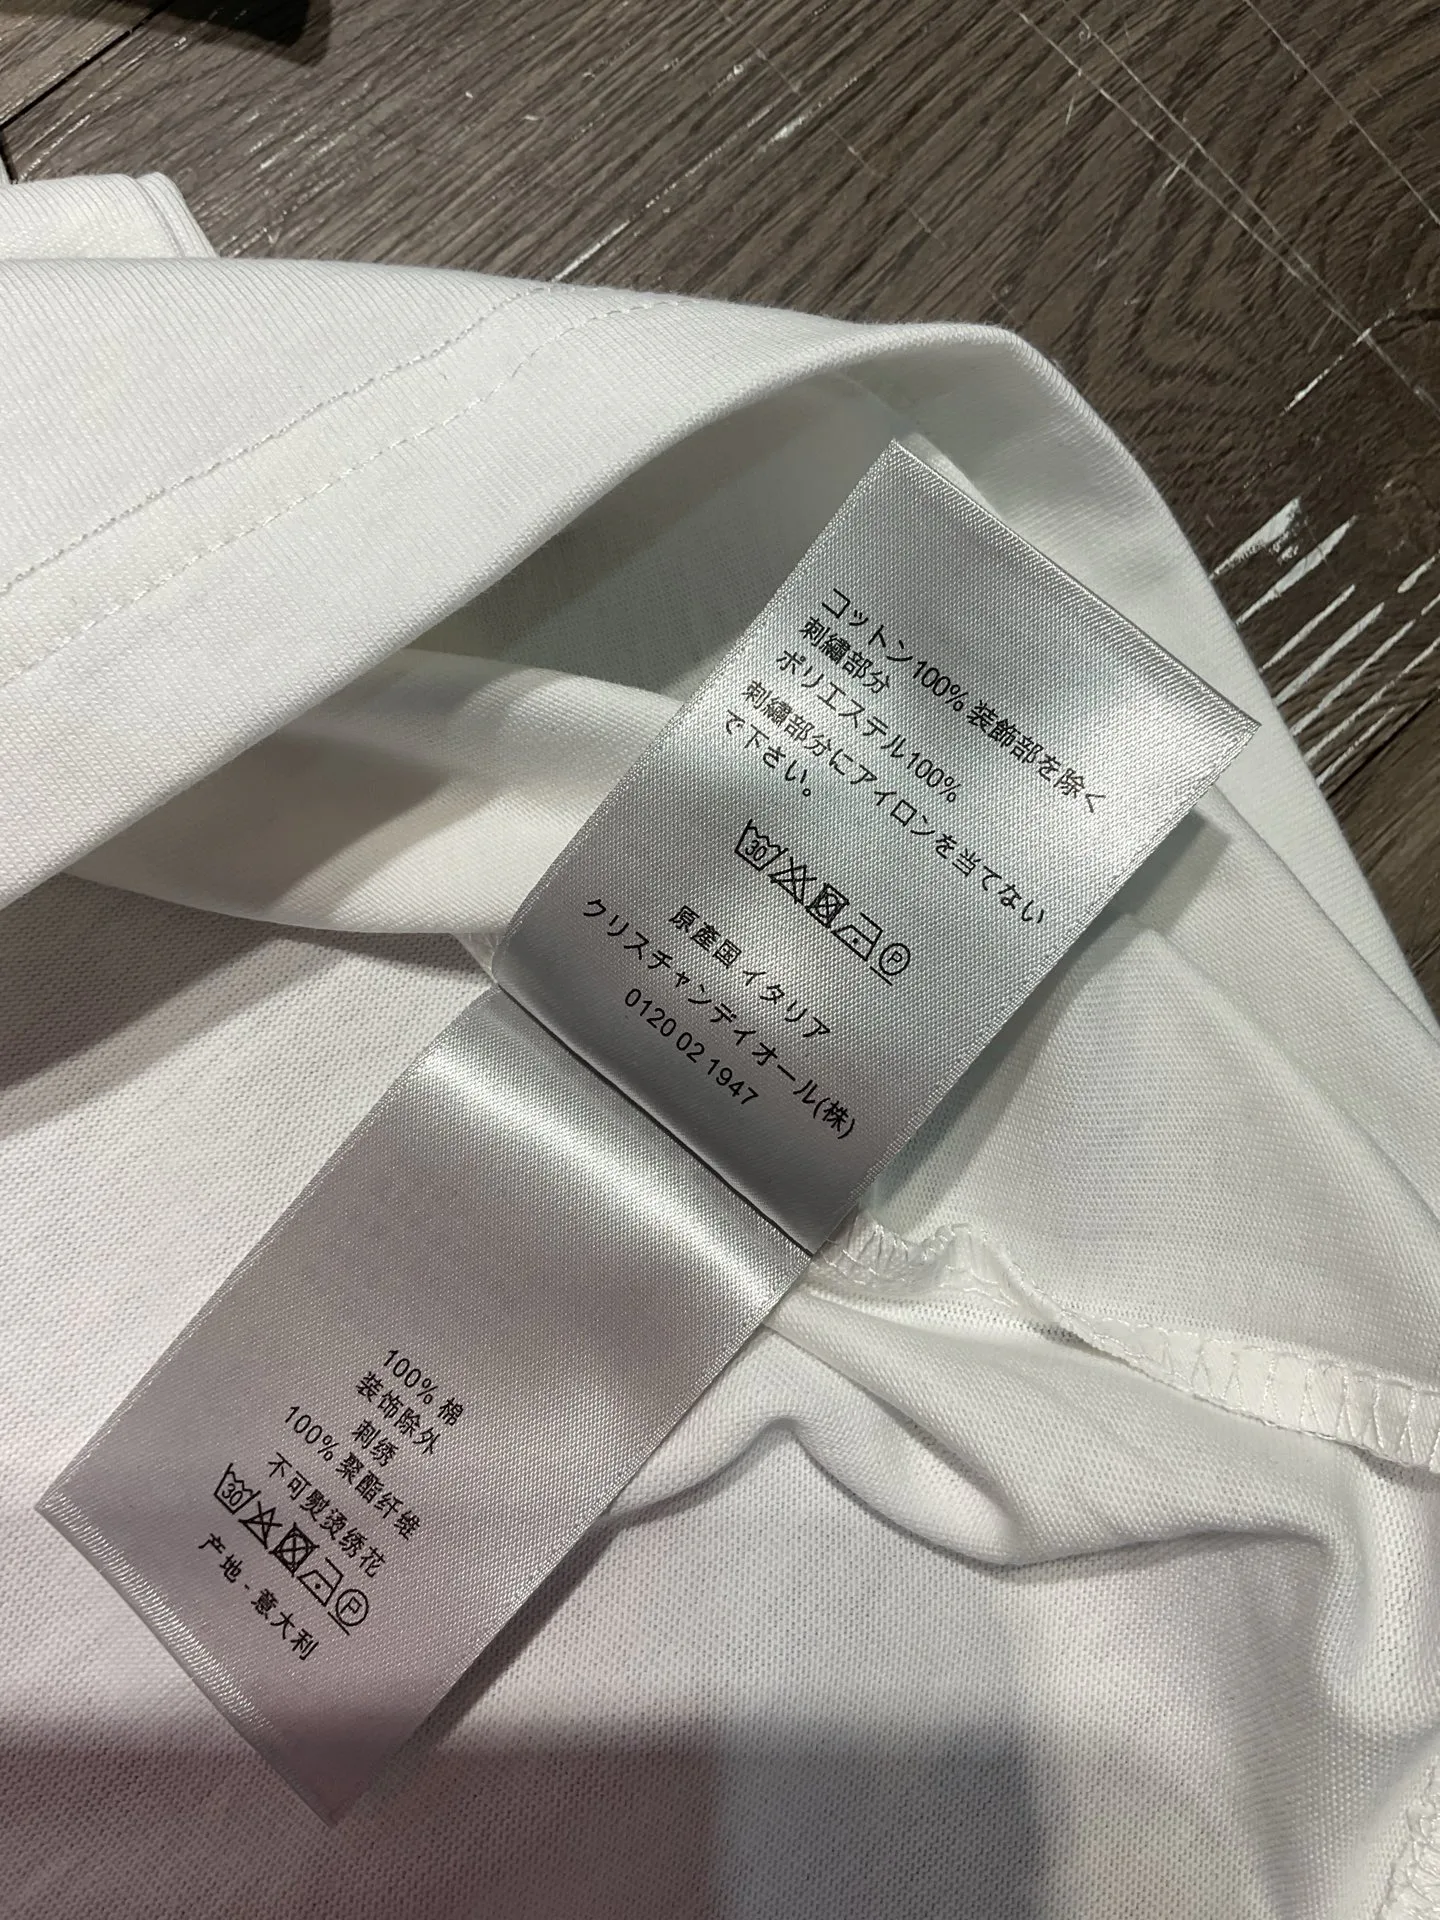 コットン100% 装飾部を除く
刺繍部分
ポリエステル100%
刺繍部分にアイロンを当てない
で下さい。
30
P
原産国 イタリア
クリスチャンディオール(株)
0120 02 1947
100% 棉
装饰除外
刺绣
100% 聚酯纤维
不可熨烫绣花
30
P
产地 - 意大利